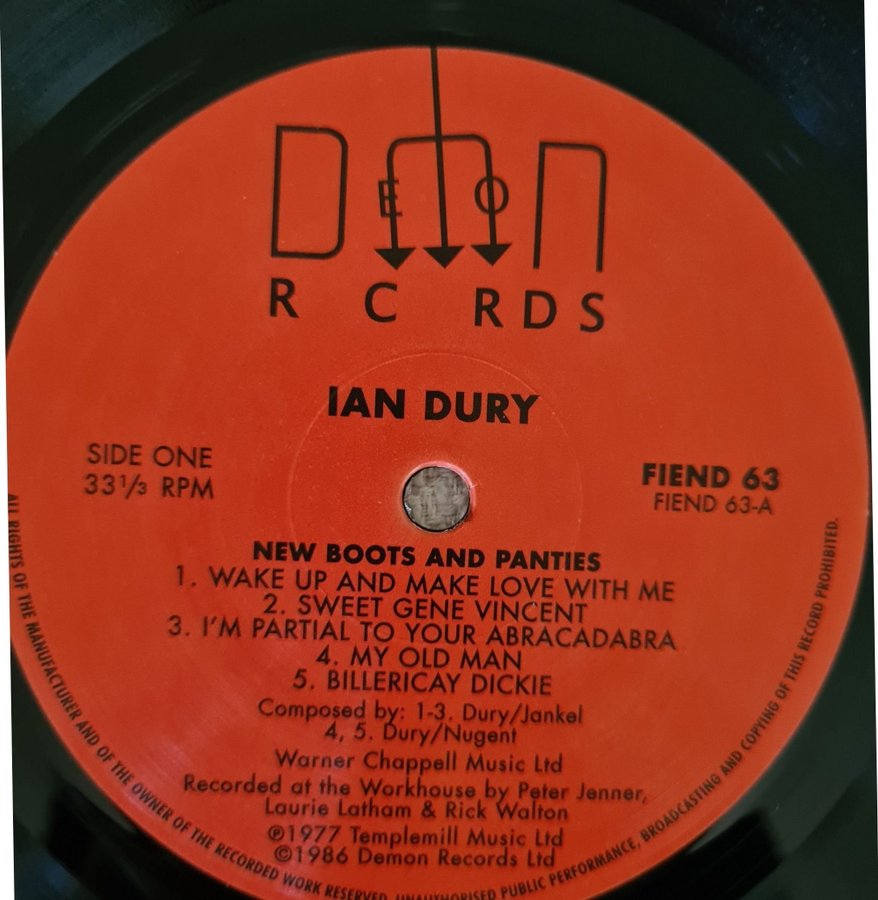 DEMON
R C RDS
IAN DURY
SIDE ONE
33⅓ RPM
FIEND 63
FIEND 63-A
NEW BOOTS AND PANTIES
1. WAKE UP AND MAKE LOVE WITH ME
2. SWEET GENE VINCENT
3. I'M PARTIAL TO YOUR ABRACADABRA
4. MY OLD MAN
5. BILLERICAY DICKIE
Composed by: 1-3. Dury/Jankel
4, 5. Dury/Nugent
Warner Chappell Music Ltd
Recorded at the Workhouse by Peter Jenner,
Laurie Latham & Rick Walton
℗1977 Templemill Music Ltd
©1986 Demon Records Ltd
ALL RIGHTS OF THE MANUFACTURER AND OF THE OWNER OF THE RECORDED WORK RESERVED. UNAUTHORISED PUBLIC PERFORMANCE, BROADCASTING AND COPYING OF THIS RECORD PROHIBITED.